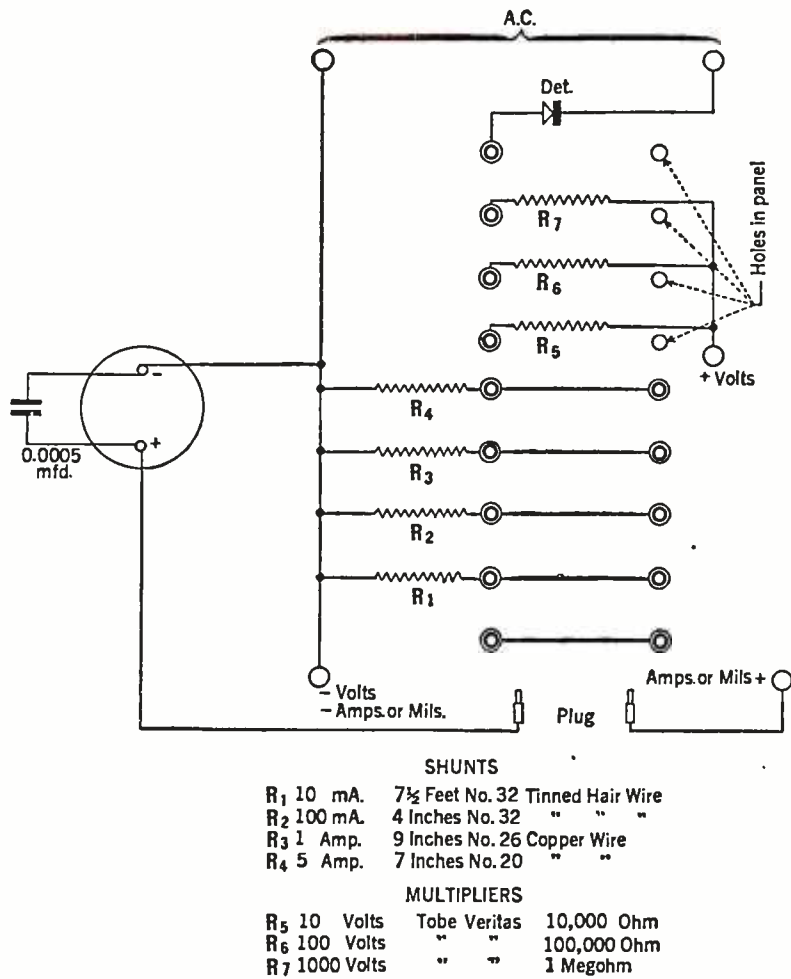 A.C.
Det.
R7
Holes in panel
R6
R5
+ Volts
-
R4
+
0.0005
mfd.
R3
R2
R1
Amps. or Mils +
- Volts
- Amps. or Mils.
Plug
SHUNTS
R1 10 mA. 7½ Feet No. 32 Tinned Hair Wire
R2 100 mA. 4 Inches No. 32 " " "
R3 1 Amp. 9 Inches No. 26 Copper Wire
R4 5 Amp. 7 Inches No. 20 " "
MULTIPLIERS
R5 10 Volts Tobe Veritas 10,000 Ohm
R6 100 Volts " " 100,000 Ohm
R7 1000 Volts " " 1 Megohm